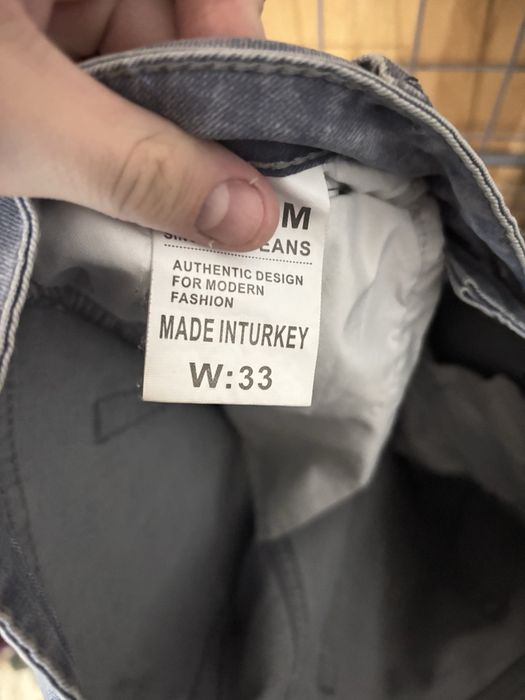 M
AUTHENTIC DESIGN
FOR MODERN
FASHION
MADE INTURKEY
W:33